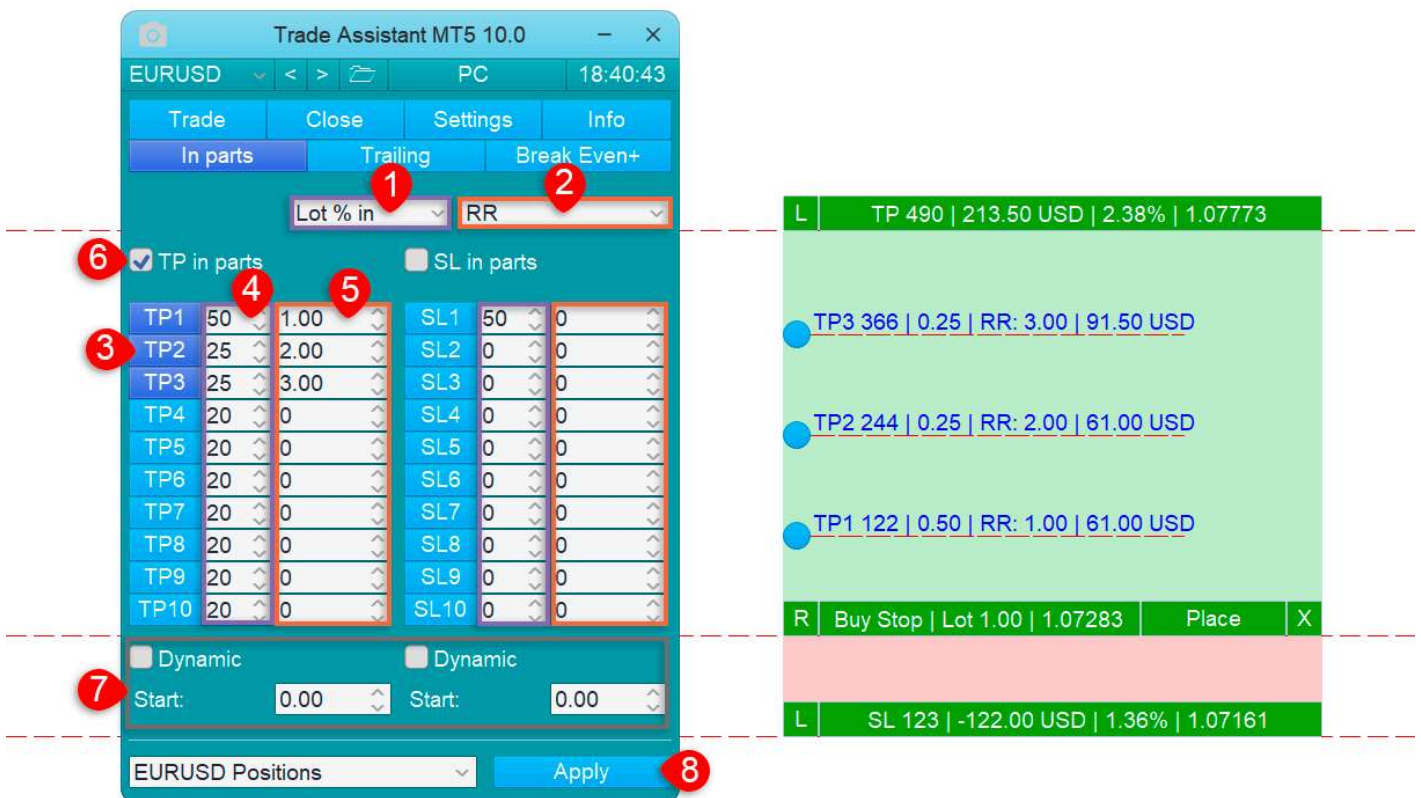 Trade Assistant MT5 10.0 – ×
EURUSD < > PC 18:40:43
Trade Close Settings Info
In parts Trailing Break Even+
1 2
Lot % in RR
6 TP in parts SL in parts
4 5
TP1 50 1.00 SL1 50 0
3 TP2 25 2.00 SL2 0 0
TP3 25 3.00 SL3 0 0
TP4 20 0 SL4 0 0
TP5 20 0 SL5 0 0
TP6 20 0 SL6 0 0
TP7 20 0 SL7 0 0
TP8 20 0 SL8 0 0
TP9 20 0 SL9 0 0
TP10 20 0 SL10 0 0
Dynamic Dynamic
7 Start: 0.00 Start: 0.00
EURUSD Positions Apply 8
L TP 490 | 213.50 USD | 2.38% | 1.07773
TP3 366 | 0.25 | RR: 3.00 | 91.50 USD
TP2 244 | 0.25 | RR: 2.00 | 61.00 USD
TP1 122 | 0.50 | RR: 1.00 | 61.00 USD
R Buy Stop | Lot 1.00 | 1.07283 Place X
L SL 123 | -122.00 USD | 1.36% | 1.07161